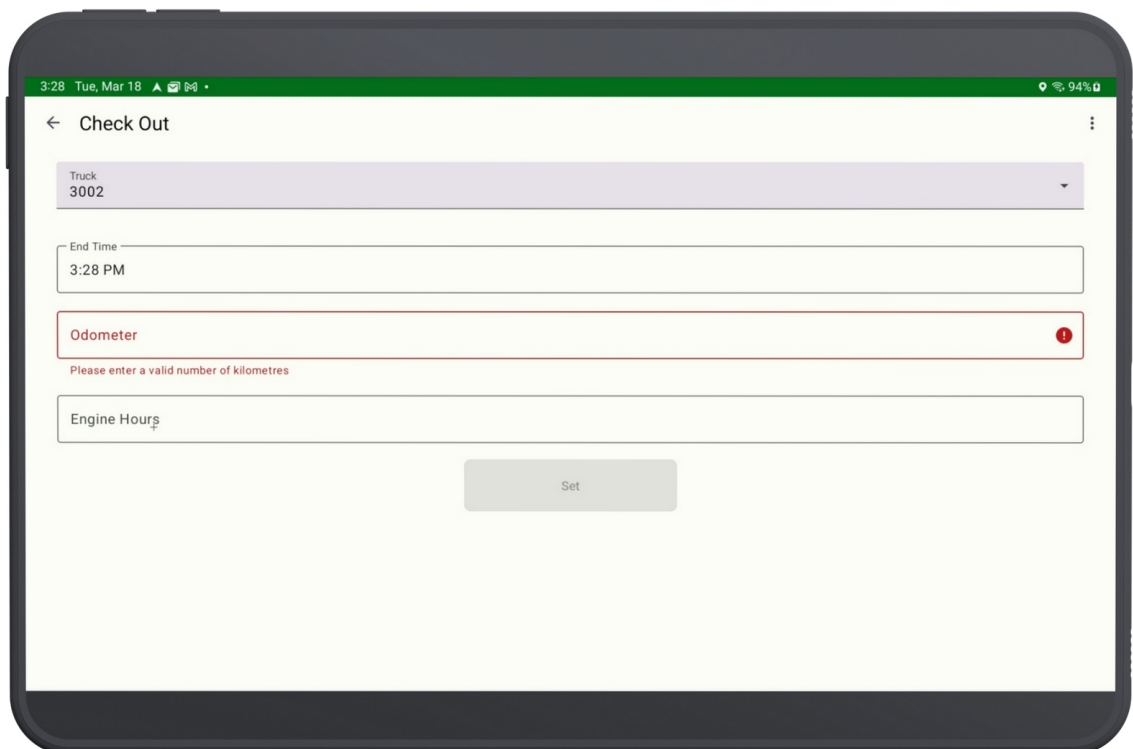 3:28 Tue, Mar 18 94%
Check Out
Truck
3002
End Time
3:28 PM
Odometer
Please enter a valid number of kilometres
Engine Hours
Set